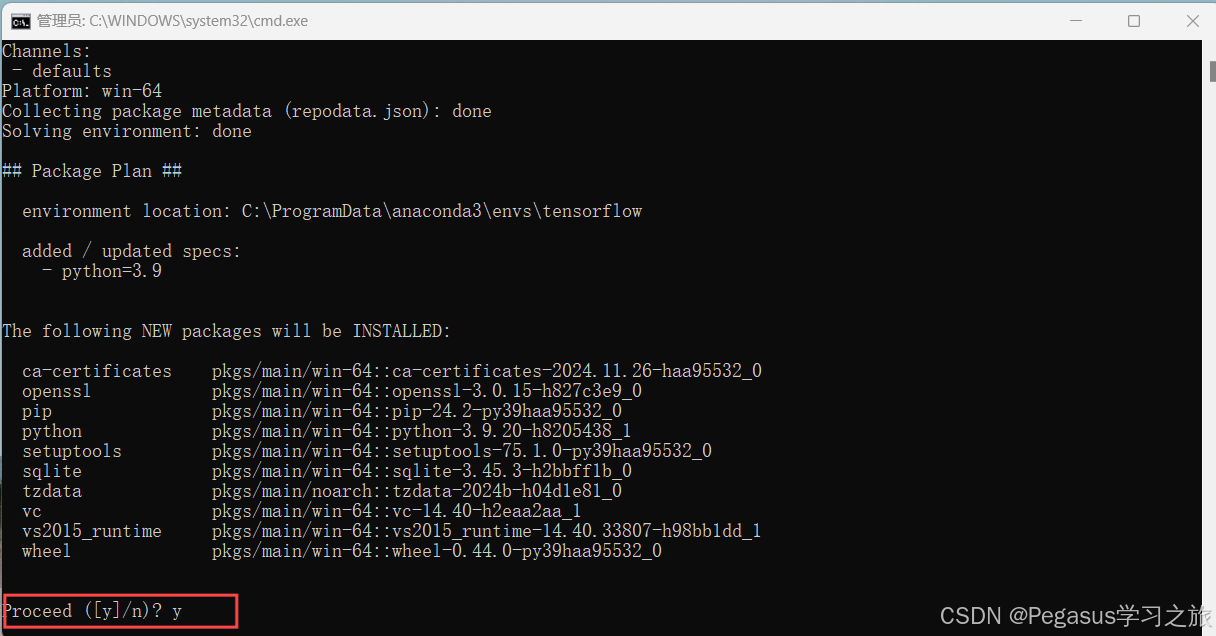 管理员: C:\WINDOWS\system32\cmd.exe
Channels:
 - defaults
Platform: win-64
Collecting package metadata (repodata.json): done
Solving environment: done
## Package Plan ##
  environment location: C:\ProgramData\anaconda3\envs\tensorflow
  added / updated specs:
    - python=3.9
The following NEW packages will be INSTALLED:
  ca-certificates    pkgs/main/win-64::ca-certificates-2024.11.26-haa95532_0
  openssl            pkgs/main/win-64::openssl-3.0.15-h827c3e9_0
  pip                pkgs/main/win-64::pip-24.2-py39haa95532_0
  python             pkgs/main/win-64::python-3.9.20-h8205438_1
  setuptools         pkgs/main/win-64::setuptools-75.1.0-py39haa95532_0
  sqlite             pkgs/main/win-64::sqlite-3.45.3-h2bbff1b_0
  tzdata             pkgs/main/noarch::tzdata-2024b-h04d1e81_0
  vc                 pkgs/main/win-64::vc-14.40-h2eaa2aa_1
  vs2015_runtime     pkgs/main/win-64::vs2015_runtime-14.40.33807-h98bb1dd_1
  wheel              pkgs/main/win-64::wheel-0.44.0-py39haa95532_0
Proceed ([y]/n)? y
CSDN @Pegasus学习之旅